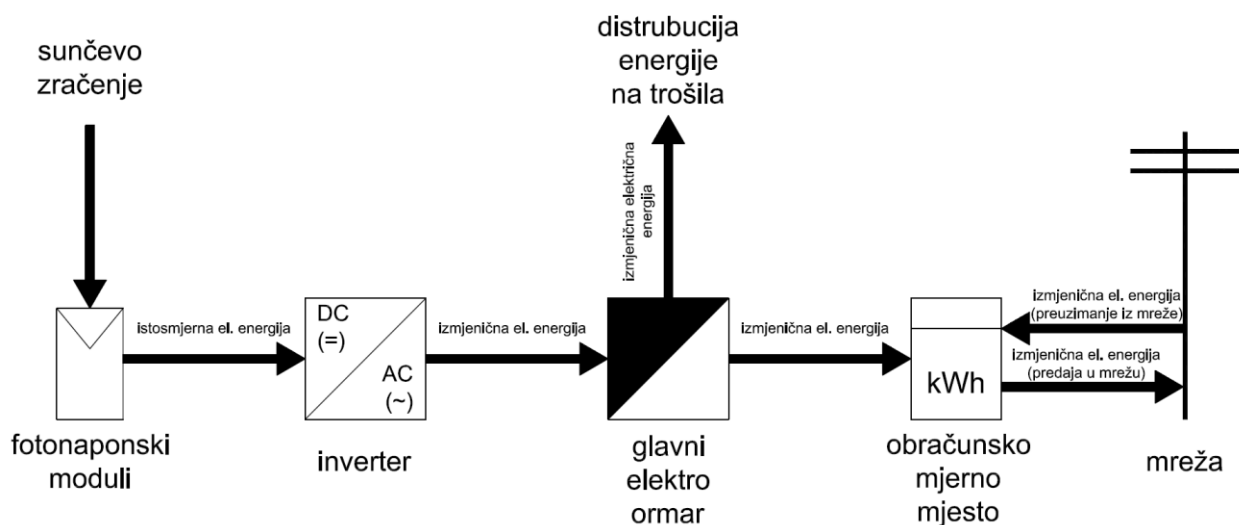 sunčevo
zračenje
distrubucija
energije
na trošila
izmjenična električna
energija
istosmjerna el. energija
DC
(=)
AC
(~)
izmjenična el. energija
izmjenična el. energija
kWh
izmjenična el. energija
(preuzimanje iz mreže)
izmjenična el. energija
(predaja u mrežu)
fotonaponski
moduli
inverter
glavni
elektro
ormar
obračunsko
mjerno
mjesto
mreža